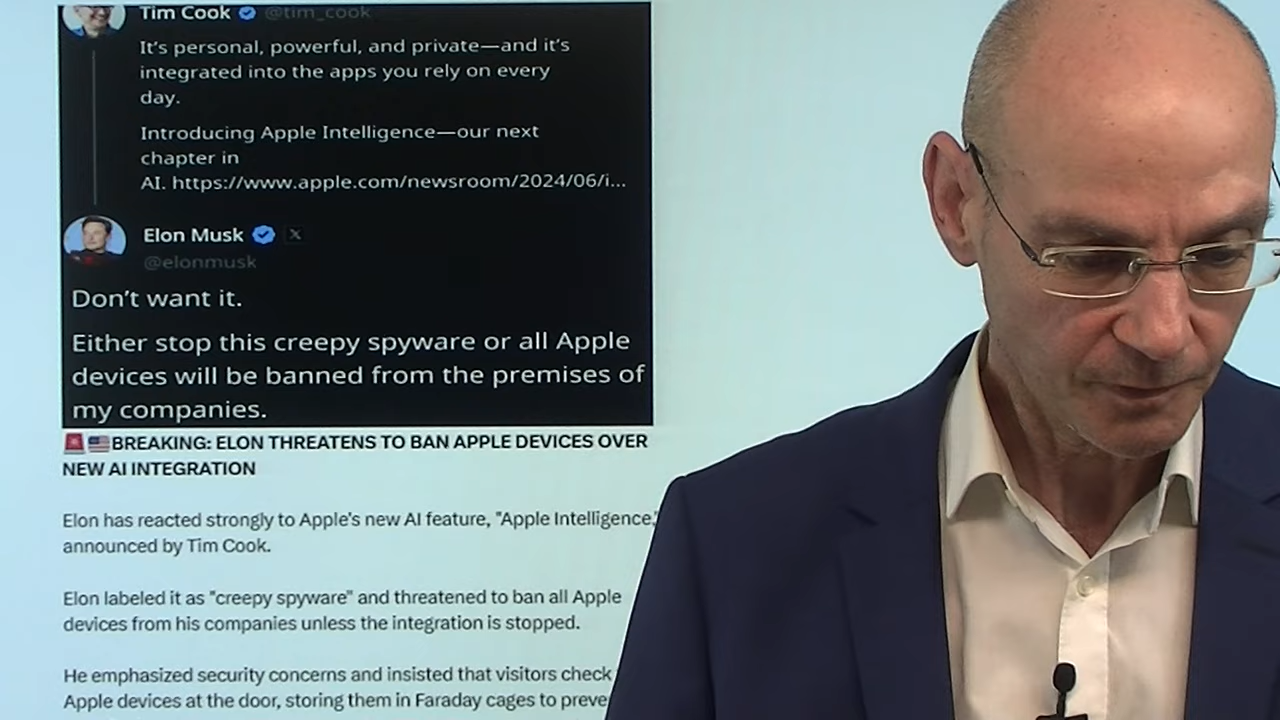 Tim Cook @tim_cook
It's personal, powerful, and private—and it's
integrated into the apps you rely on every
day.
Introducing Apple Intelligence—our next
chapter in
AI. https://www.apple.com/newsroom/2024/06/i...
Elon Musk
@elonmusk
Don't want it.
Either stop this creepy spyware or all Apple
devices will be banned from the premises of
my companies.
BREAKING: ELON THREATENS TO BAN APPLE DEVICES OVER
NEW AI INTEGRATION
Elon has reacted strongly to Apple's new AI feature, "Apple Intelligence,"
announced by Tim Cook.
Elon labeled it as "creepy spyware" and threatened to ban all Apple
devices from his companies unless the integration is stopped.
He emphasized security concerns and insisted that visitors check
Apple devices at the door, storing them in Faraday cages to preve